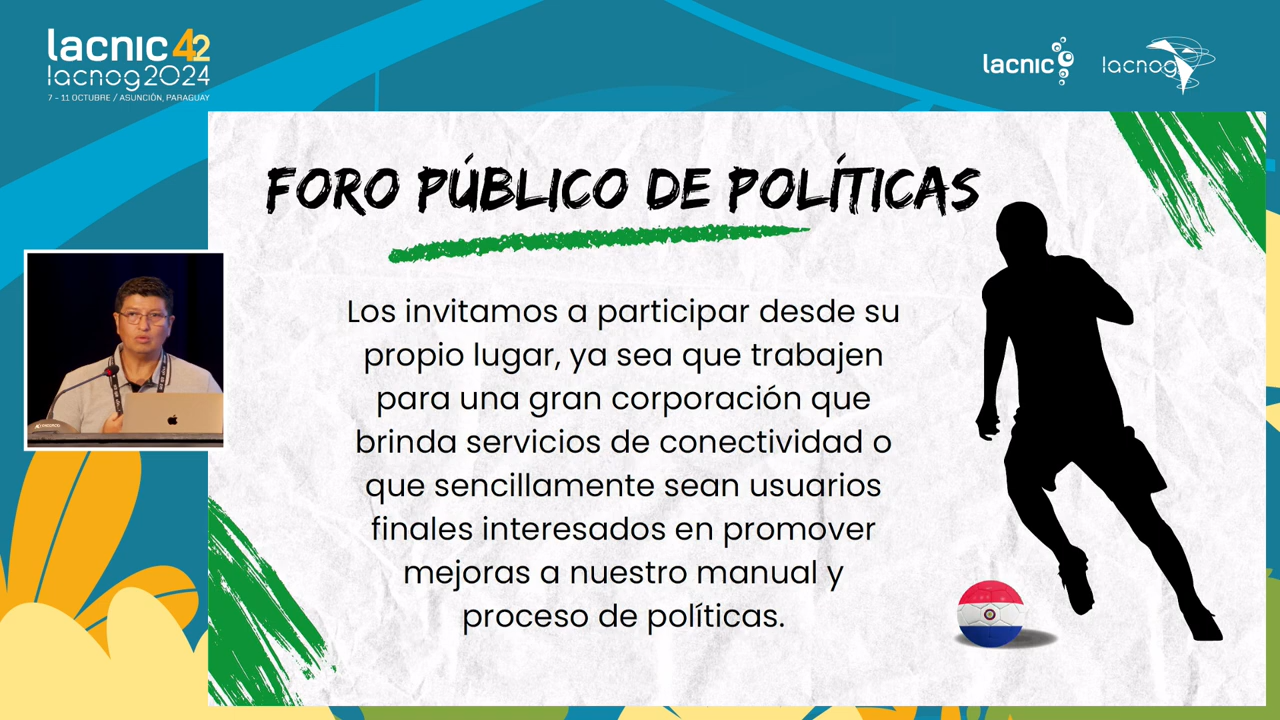 lacnic 42
lacnog2024
7 - 11 OCTUBRE / ASUNCIÓN, PARAGUAY
lacnic
lacnog
FORO PÚBLICO DE POLÍTICAS
Los invitamos a participar desde su
propio lugar, ya sea que trabajen
para una gran corporación que
brinda servicios de conectividad o
que sencillamente sean usuarios
finales interesados en promover
mejoras a nuestro manual y
proceso de políticas.